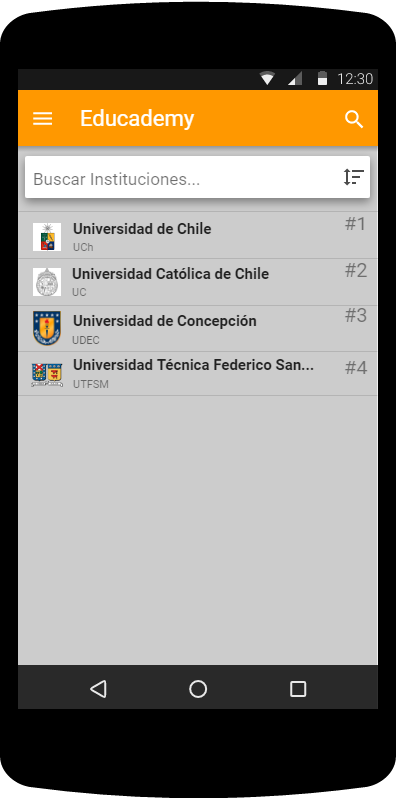 12:30
Educademy
Buscar Instituciones...
Universidad de Chile #1
UCh
Universidad Católica de Chile #2
UC
Universidad de Concepción #3
UDEC
Universidad Técnica Federico San... #4
UTFSM